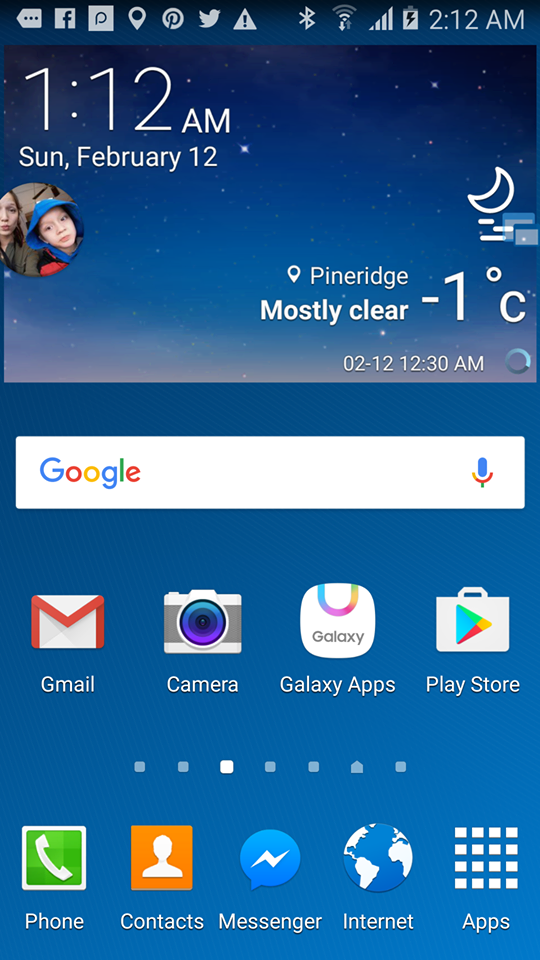 2:12 AM
1:12 AM
Sun, February 12
Pineridge
Mostly clear
-1°c
02-12 12:30 AM
Google
Galaxy
Gmail Camera Galaxy Apps Play Store
Phone Contacts Messenger Internet Apps